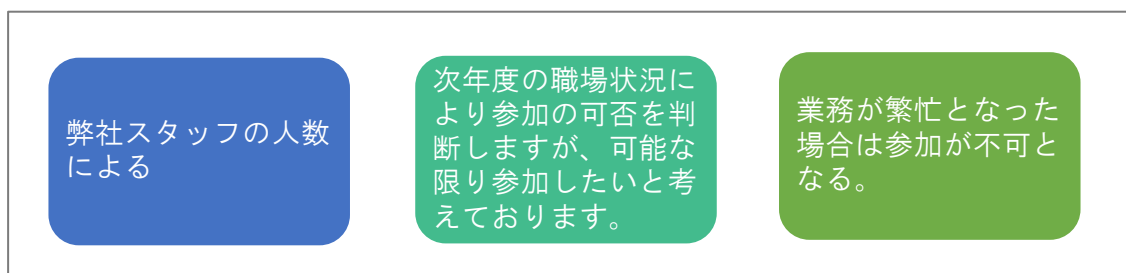 弊社スタッフの人数
による
次年度の職場状況に
より参加の可否を判
断しますが、可能な
限り参加したいと考
えております。
業務が繁忙となった
場合は参加が不可と
なる。